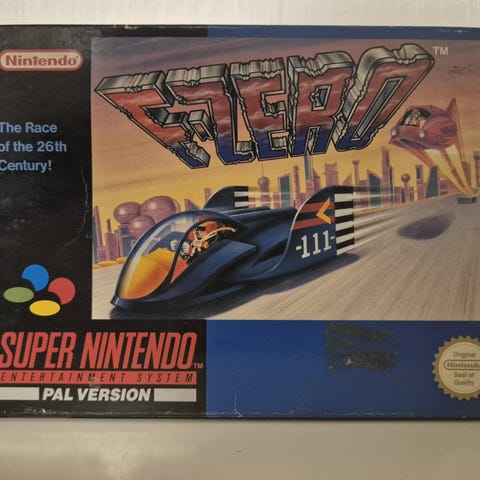 Nintendo®
F-ZERO
TM
The Race
of the 26th
Century!
-111-
SUPER NINTENDO
TM
ENTERTAINMENT SYSTEM
PAL VERSION
Original
Nintendo
Seal of
Quality